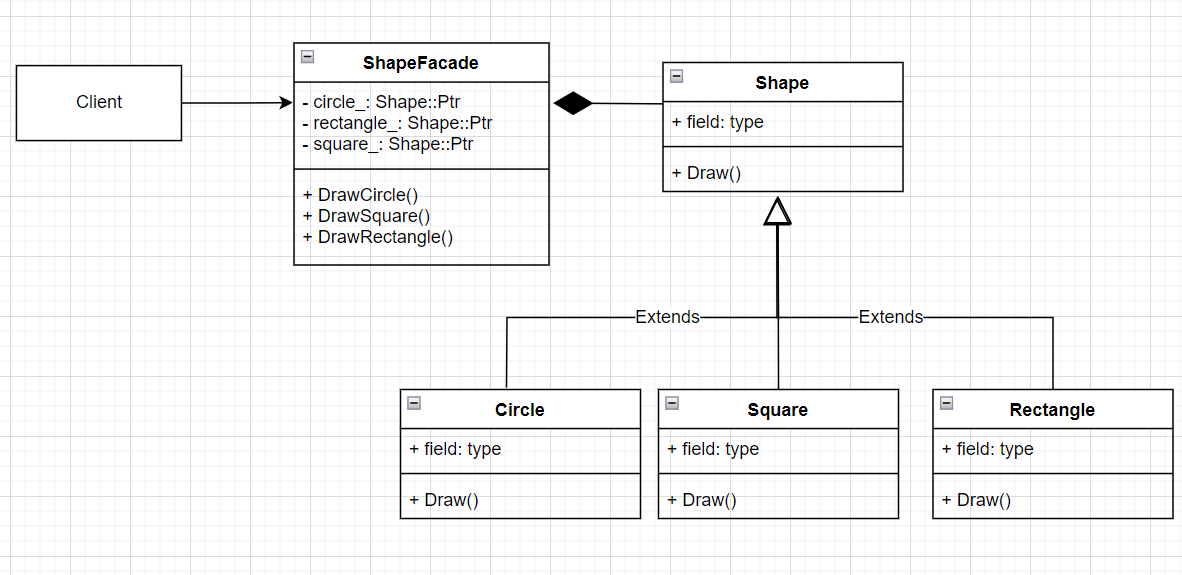 Client
ShapeFacade
- circle_: Shape::Ptr
- rectangle_: Shape::Ptr
- square_: Shape::Ptr
+ DrawCircle()
+ DrawSquare()
+ DrawRectangle()
Shape
+ field: type
+ Draw()
Extends
Extends
Circle
+ field: type
+ Draw()
Square
+ field: type
+ Draw()
Rectangle
+ field: type
+ Draw()